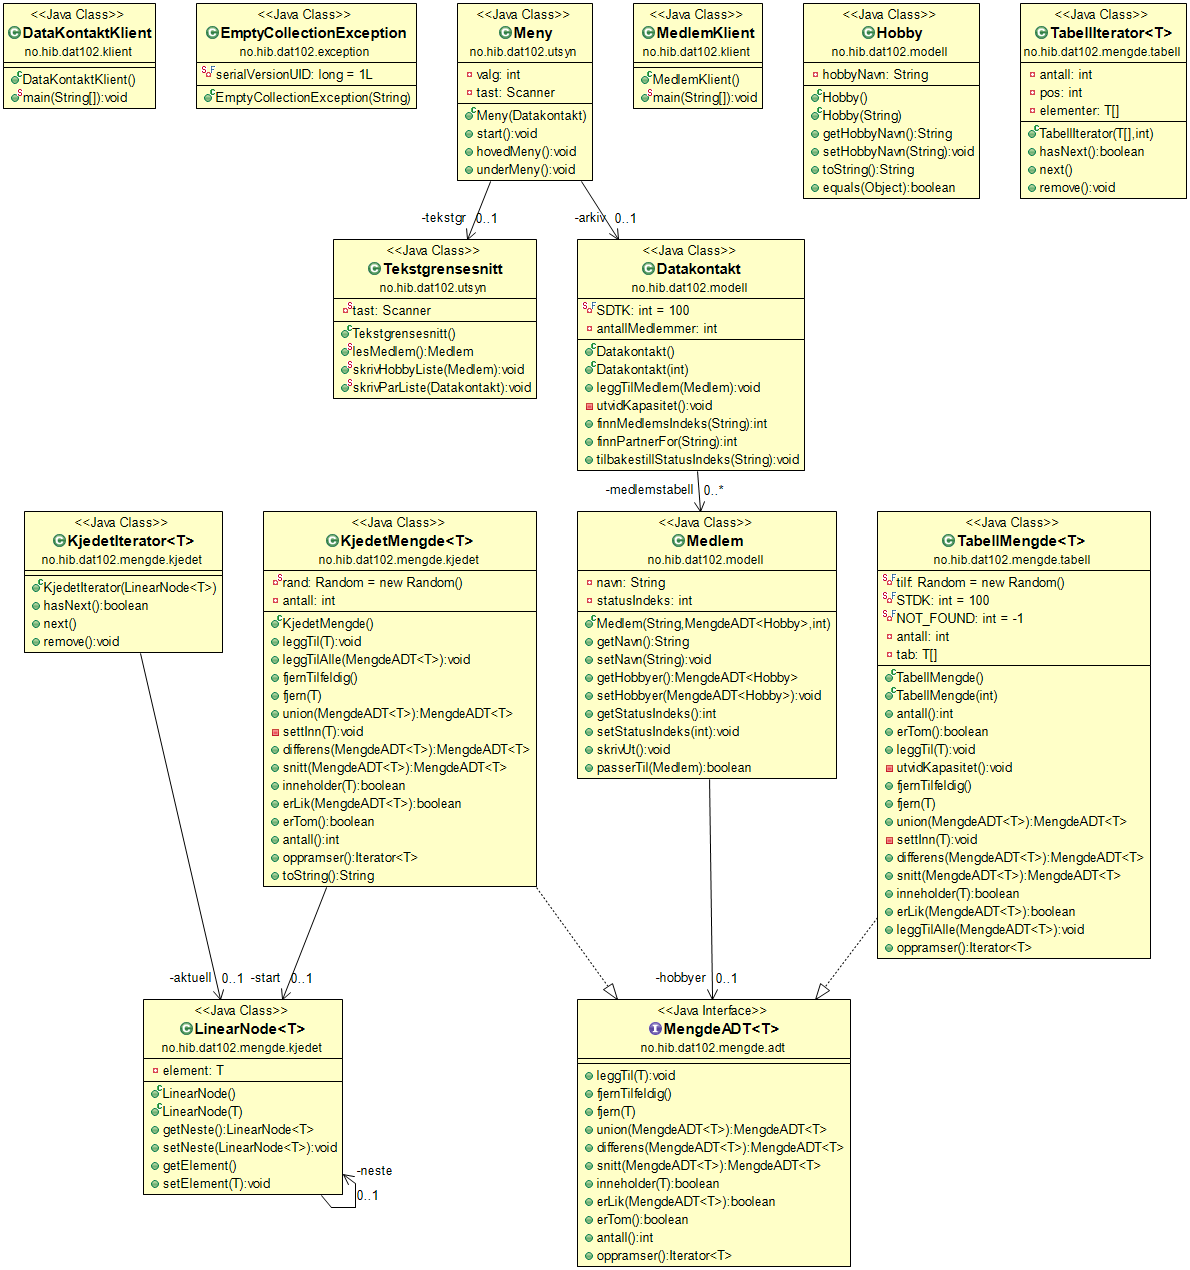 <<Java Class>>
DataKontaktKlient
no.hib.dat102.klient
DataKontaktKlient()
main(String[]):void
<<Java Class>>
EmptyCollectionException
no.hib.dat102.exception
serialVersionUID: long = 1L
EmptyCollectionException(String)
<<Java Class>>
Meny
no.hib.dat102.utsyn
valg: int
tast: Scanner
Meny(Datakontakt)
start():void
hovedMeny():void
underMeny():void
<<Java Class>>
MedlemKlient
no.hib.dat102.klient
MedlemKlient()
main(String[]):void
<<Java Class>>
Hobby
no.hib.dat102.modell
hobbyNavn: String
Hobby()
Hobby(String)
getHobbyNavn():String
setHobbyNavn(String):void
toString():String
equals(Object):boolean
<<Java Class>>
TabellIterator<T>
no.hib.dat102.mengde.tabell
antall: int
pos: int
elementer: T[]
TabellIterator(T[],int)
hasNext():boolean
next()
remove():void
-tekstgr 0..1
-arkiv 0..1
<<Java Class>>
Tekstgrensesnitt
no.hib.dat102.utsyn
tast: Scanner
Tekstgrensesnitt()
lesMedlem():Medlem
skrivHobbyListe(Medlem):void
skrivParListe(Datakontakt):void
<<Java Class>>
Datakontakt
no.hib.dat102.modell
SDTK: int = 100
antallMedlemmer: int
Datakontakt()
Datakontakt(int)
leggTilMedlem(Medlem):void
utvidKapasitet():void
finnMedlemsIndeks(String):int
finnPartnerFor(String):int
tilbakestillStatusIndeks(String):void
-medlemstabell 0..*
<<Java Class>>
KjedetIterator<T>
no.hib.dat102.mengde.kjedet
KjedetIterator(LinearNode<T>)
hasNext():boolean
next()
remove():void
<<Java Class>>
KjedetMengde<T>
no.hib.dat102.mengde.kjedet
rand: Random = new Random()
antall: int
KjedetMengde()
leggTil(T):void
leggTilAlle(MengdeADT<T>):void
fjernTilfeldig()
fjern(T)
union(MengdeADT<T>):MengdeADT<T>
settInn(T):void
differens(MengdeADT<T>):MengdeADT<T>
snitt(MengdeADT<T>):MengdeADT<T>
inneholder(T):boolean
erLik(MengdeADT<T>):boolean
erTom():boolean
antall():int
oppramser():Iterator<T>
toString():String
<<Java Class>>
Medlem
no.hib.dat102.modell
navn: String
statusIndeks: int
Medlem(String,MengdeADT<Hobby>,int)
getNavn():String
setNavn(String):void
getHobbyer():MengdeADT<Hobby>
setHobbyer(MengdeADT<Hobby>):void
getStatusIndeks():int
setStatusIndeks(int):void
skrivUt():void
passerTil(Medlem):boolean
<<Java Class>>
TabellMengde<T>
no.hib.dat102.mengde.tabell
tilf: Random = new Random()
STDK: int = 100
NOT_FOUND: int = -1
antall: int
tab: T[]
TabellMengde()
TabellMengde(int)
antall():int
erTom():boolean
leggTil(T):void
utvidKapasitet():void
fjernTilfeldig()
fjern(T)
union(MengdeADT<T>):MengdeADT<T>
settInn(T):void
differens(MengdeADT<T>):MengdeADT<T>
snitt(MengdeADT<T>):MengdeADT<T>
inneholder(T):boolean
erLik(MengdeADT<T>):boolean
leggTilAlle(MengdeADT<T>):void
oppramser():Iterator<T>
-aktuell 0..1
-start 0..1
-hobbyer 0..1
<<Java Class>>
LinearNode<T>
no.hib.dat102.mengde.kjedet
element: T
LinearNode()
LinearNode(T)
getNeste():LinearNode<T>
setNeste(LinearNode<T>):void
getElement()
setElement(T):void
-neste
0..1
<<Java Interface>>
MengdeADT<T>
no.hib.dat102.mengde.adt
leggTil(T):void
fjernTilfeldig()
fjern(T)
union(MengdeADT<T>):MengdeADT<T>
differens(MengdeADT<T>):MengdeADT<T>
snitt(MengdeADT<T>):MengdeADT<T>
inneholder(T):boolean
erLik(MengdeADT<T>):boolean
erTom():boolean
antall():int
oppramser():Iterator<T>